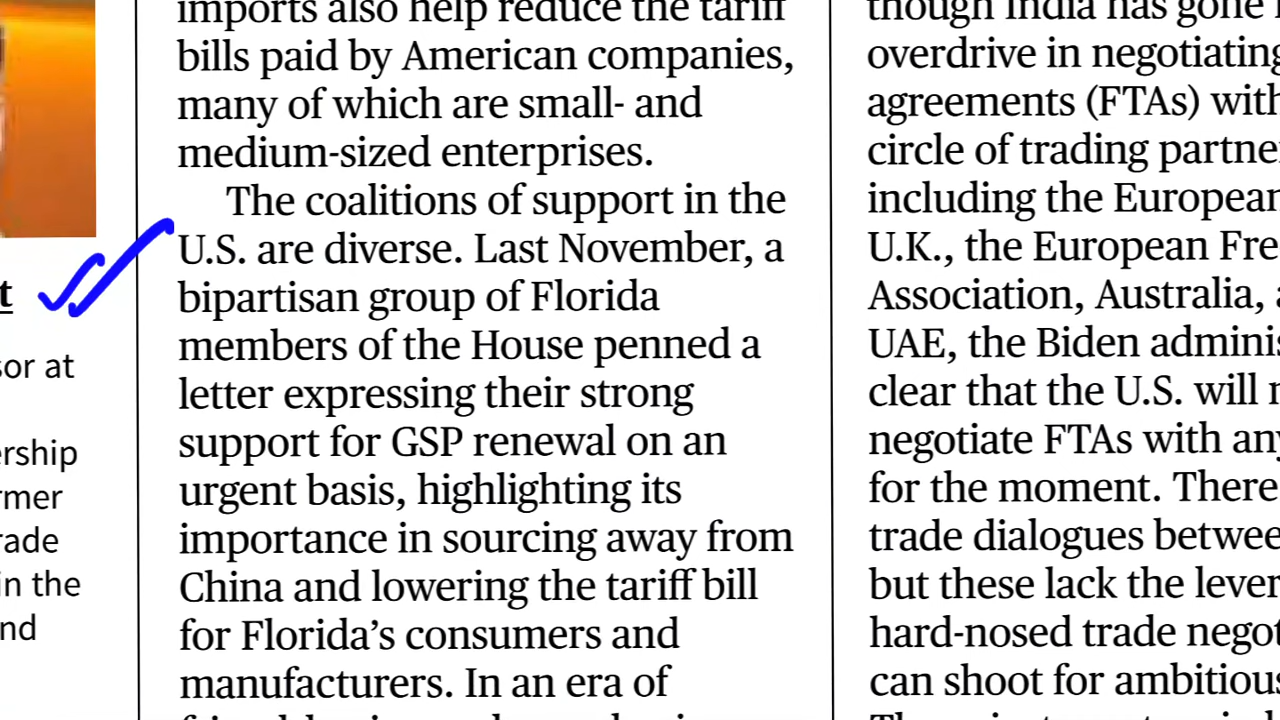 t
sor at
ership
rmer
rade
in the
nd
imports also help reduce the tariff
bills paid by American companies,
many of which are small- and
medium-sized enterprises.
The coalitions of support in the
U.S. are diverse. Last November, a
bipartisan group of Florida
members of the House penned a
letter expressing their strong
support for GSP renewal on an
urgent basis, highlighting its
importance in sourcing away from
China and lowering the tariff bill
for Florida’s consumers and
manufacturers. In an era of
though India has gone
overdrive in negotiating
agreements (FTAs) with
circle of trading partne
including the European
U.K., the European Fre
Association, Australia,
UAE, the Biden adminis
clear that the U.S. will
negotiate FTAs with any
for the moment. There
trade dialogues betwee
but these lack the lever
hard-nosed trade negot
can shoot for ambitious